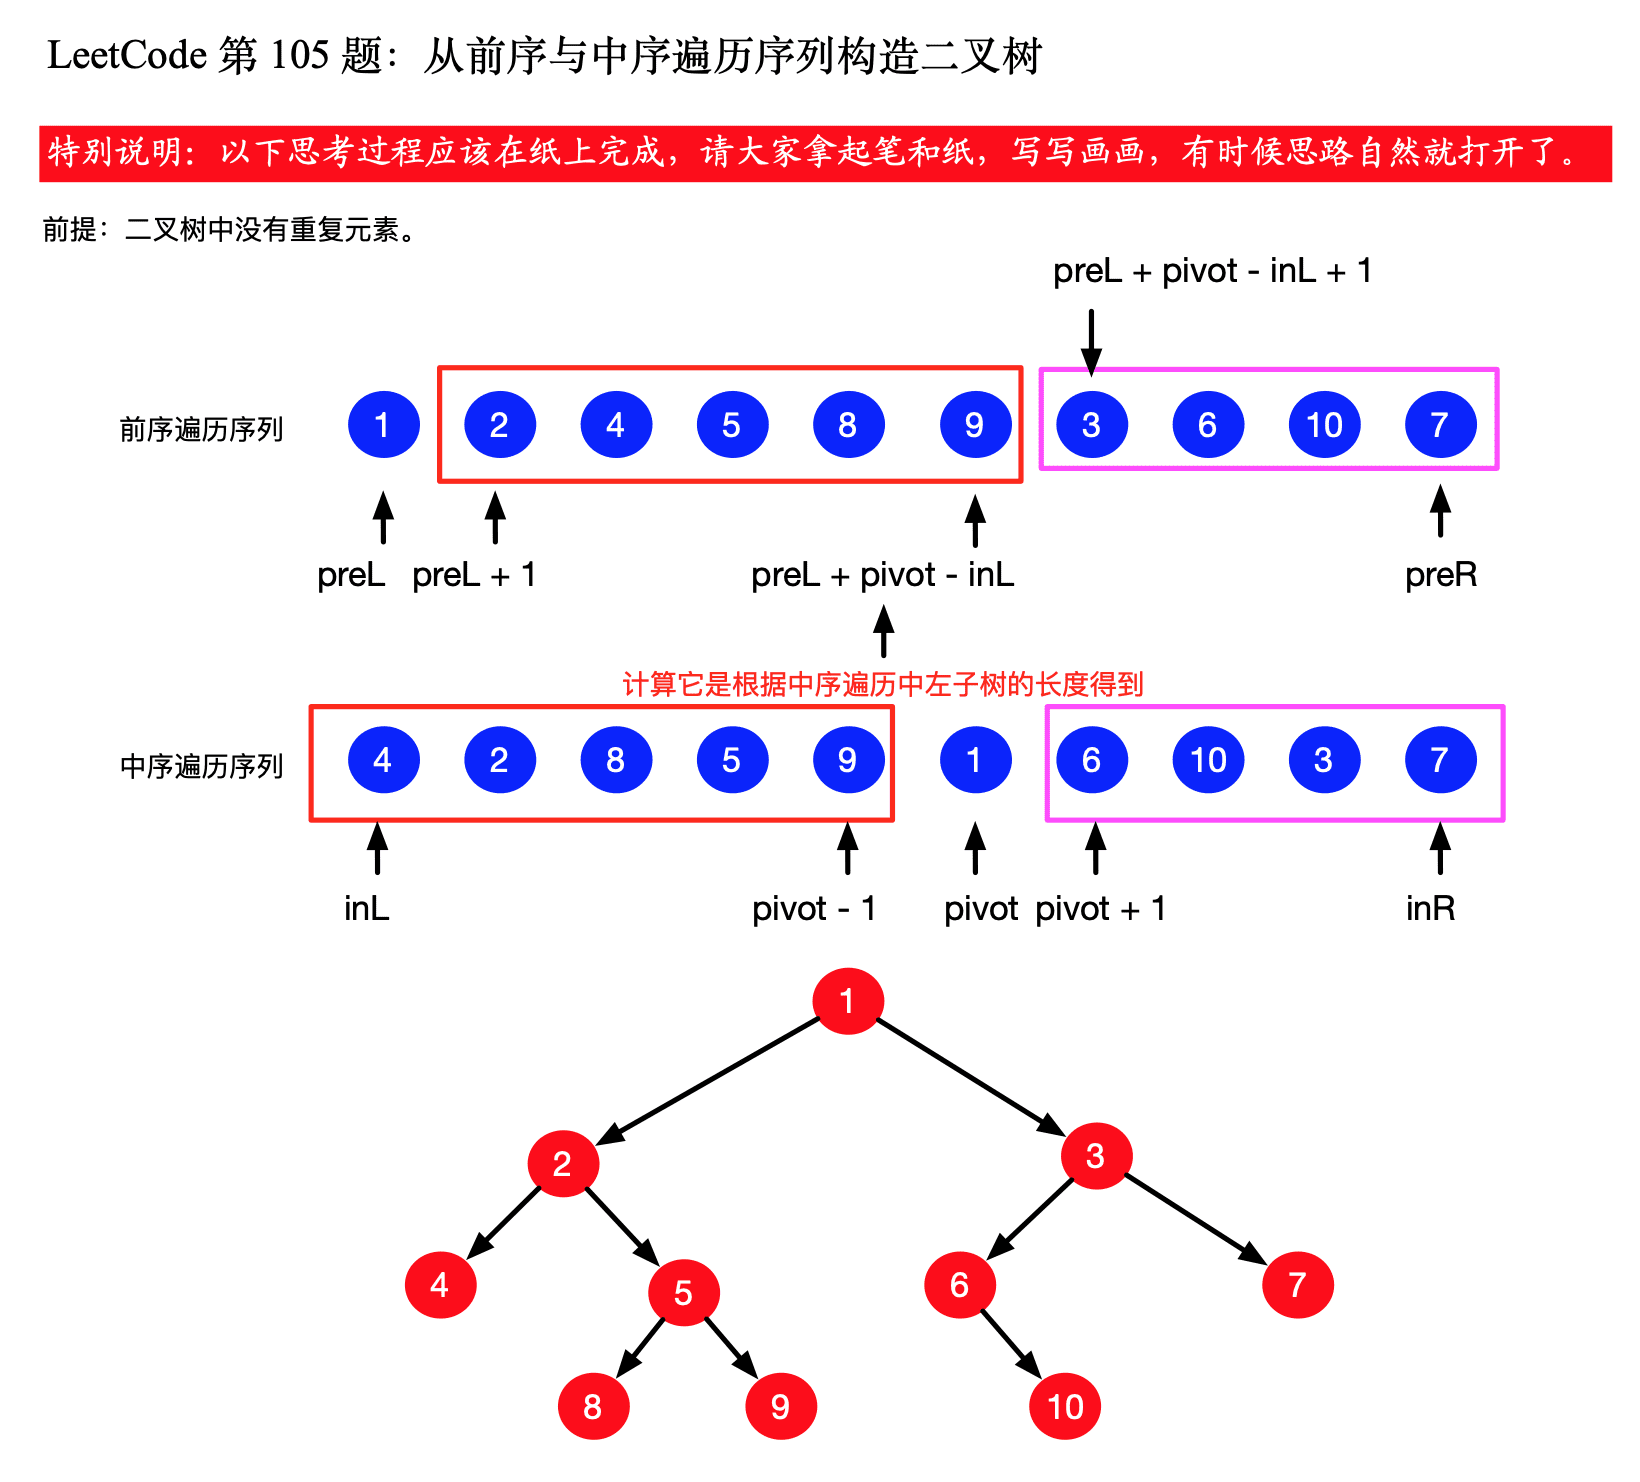 LeetCode 第 105 题：从前序与中序遍历序列构造二叉树
特别说明：以下思考过程应该在纸上完成，请大家拿起笔和纸，写写画画，有时候思路自然就打开了。
前提：二叉树中没有重复元素。
preL + pivot - inL + 1
前序遍历序列 1 2 4 5 8 9 3 6 10 7
preL preL + 1 preL + pivot - inL preR
计算它是根据中序遍历中左子树的长度得到
中序遍历序列 4 2 8 5 9 1 6 10 3 7
inL pivot - 1 pivot pivot + 1 inR
1
2 3
4 5 6 7
8 9 10